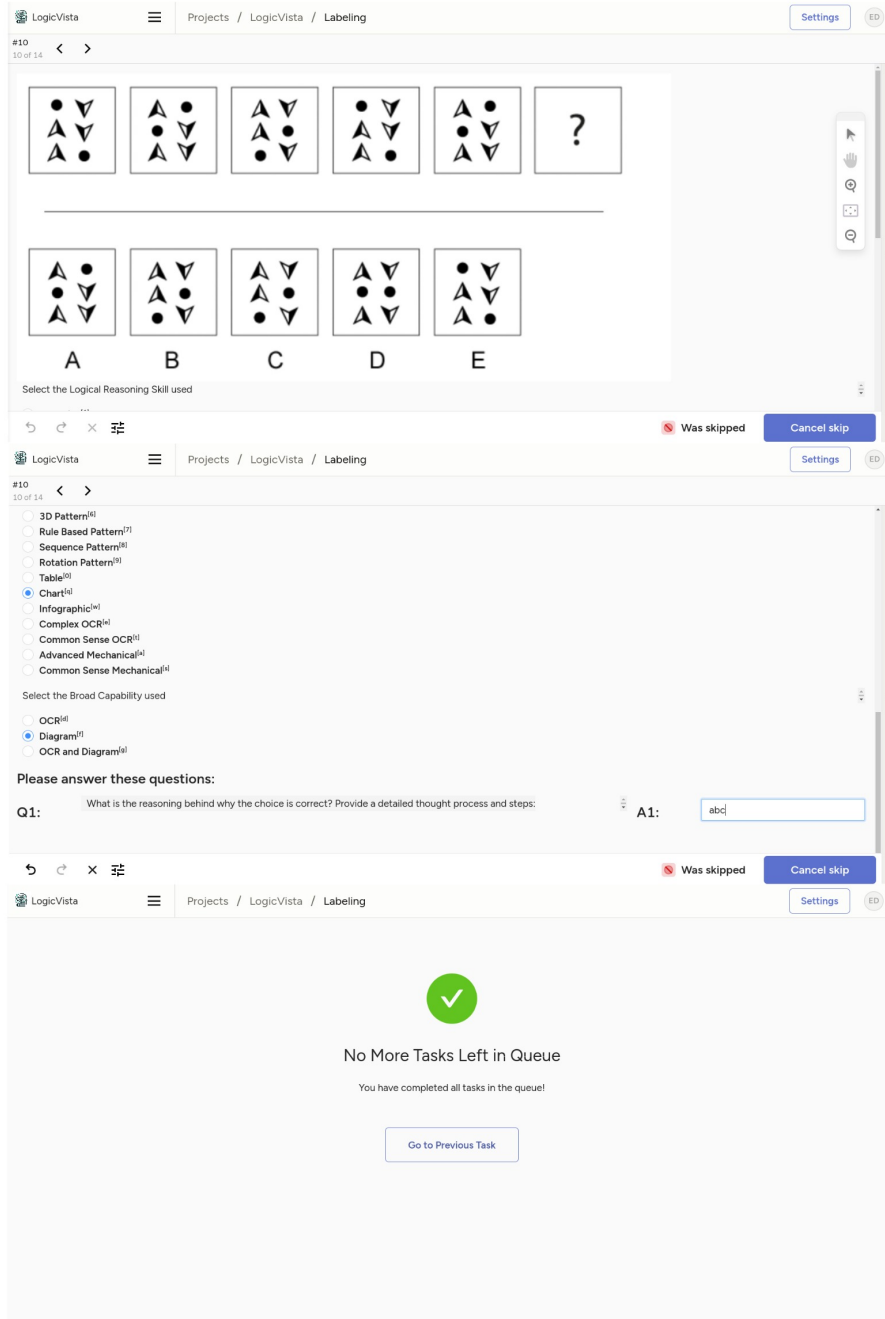 LogicVista
Projects / LogicVista / Labeling
Settings
ED
#10
10 of 14
?
A B C D E
Select the Logical Reasoning Skill used
Was skipped
Cancel skip
LogicVista
Projects / LogicVista / Labeling
Settings
ED
#10
10 of 14
3D Pattern[6]
Rule Based Pattern[7]
Sequence Pattern[8]
Rotation Pattern[9]
Table[0]
Chart[q]
Infographic[w]
Complex OCR[e]
Common Sense OCR[t]
Advanced Mechanical[a]
Common Sense Mechanical[s]
Select the Broad Capability used
OCR[d]
Diagram[f]
OCR and Diagram[g]
Please answer these questions:
Q1:
What is the reasoning behind why the choice is correct? Provide a detailed thought process and steps:
A1:
abc
Was skipped
Cancel skip
LogicVista
Projects / LogicVista / Labeling
Settings
ED
No More Tasks Left in Queue
You have completed all tasks in the queue!
Go to Previous Task